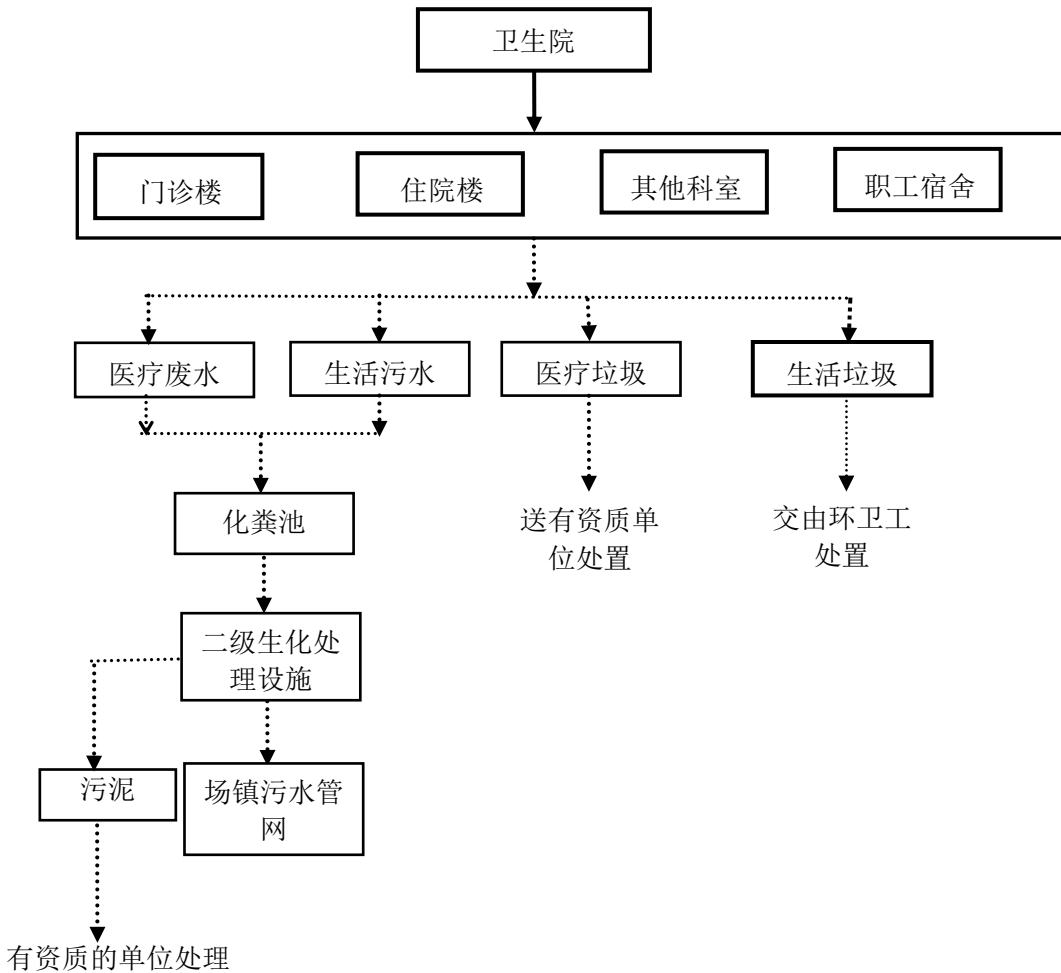 卫生院
门诊楼
住院楼
其他科室
职工宿舍
医疗废水
生活污水
医疗垃圾
生活垃圾
化粪池
送有资质单
位处置
交由环卫工
处置
二级生化处
理设施
污泥
场镇污水管
网
有资质的单位处理